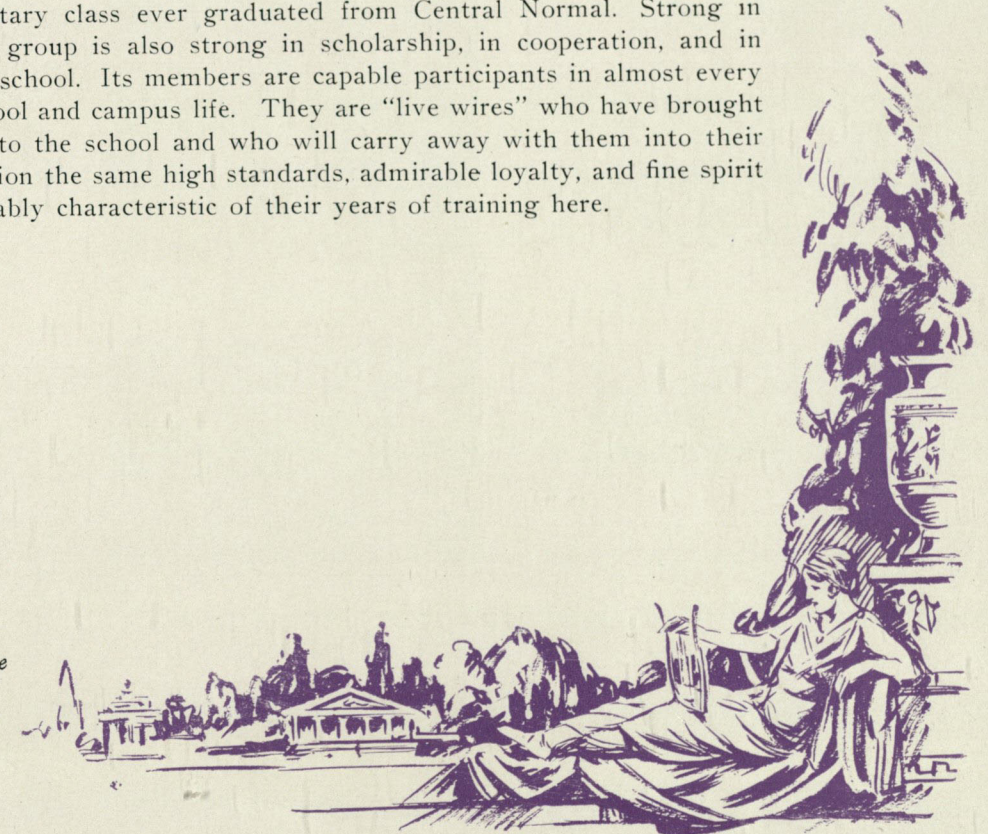 tary class ever graduated from Central Normal. Strong in
group is also strong in scholarship, in cooperation, and in
school. Its members are capable participants in almost every
ool and campus life. They are “live wires” who have brought
to the school and who will carry away with them into their
ion the same high standards, admirable loyalty, and fine spirit
ably characteristic of their years of training here.
e